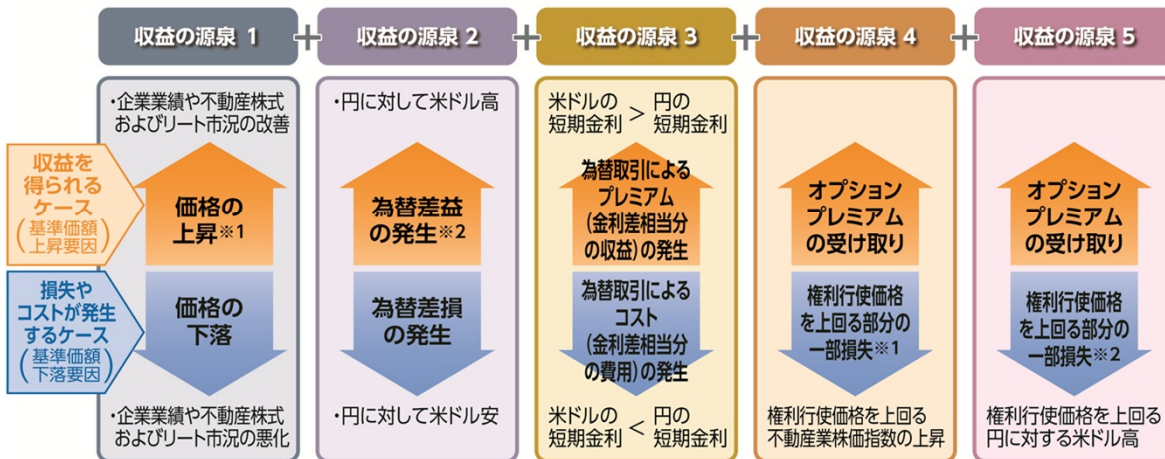 収益の源泉 1 + 収益の源泉 2 + 収益の源泉 3 + 収益の源泉 4 + 収益の源泉 5
収益を
得られる
ケース
(基準価額
上昇要因)
損失や
コストが発生
するケース
(基準価額
下落要因)
・企業業績や不動産株式
およびリート市況の改善
価格の
上昇※1
価格の
下落
・企業業績や不動産株式
およびリート市況の悪化
・円に対して米ドル高
為替差益
の発生※2
為替差損
の発生
・円に対して米ドル安
米ドルの 円の
短期金利 > 短期金利
為替取引による
プレミアム
(金利差相当分
の収益)の発生
為替取引による
コスト
(金利差相当分
の費用)の発生
米ドルの 円の
短期金利 < 短期金利
オプション
プレミアム
の受け取り
権利行使価格
を上回る部分の
一部損失※1
権利行使価格を上回る
不動産業株価指数の上昇
オプション
プレミアム
の受け取り
権利行使価格
を上回る部分の
一部損失※2
権利行使価格を上回る
円に対する米ドル高